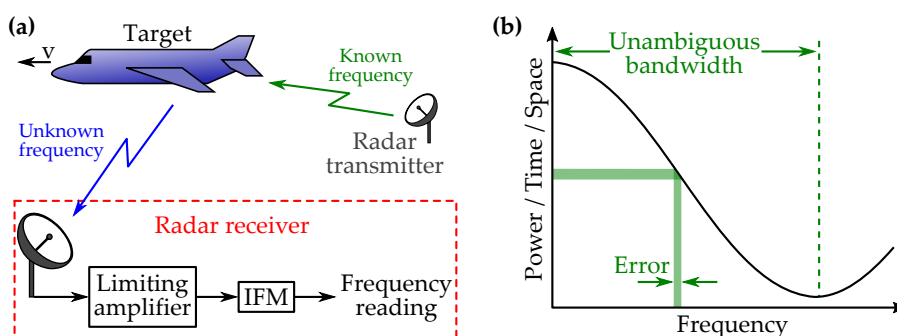 (a)
Target
v
Known
frequency
Unknown
frequency
Radar
transmitter
Radar receiver
Limiting
amplifier
IFM
Frequency
reading
(b)
Power / Time / Space
Unambiguous
bandwidth
Error
Frequency